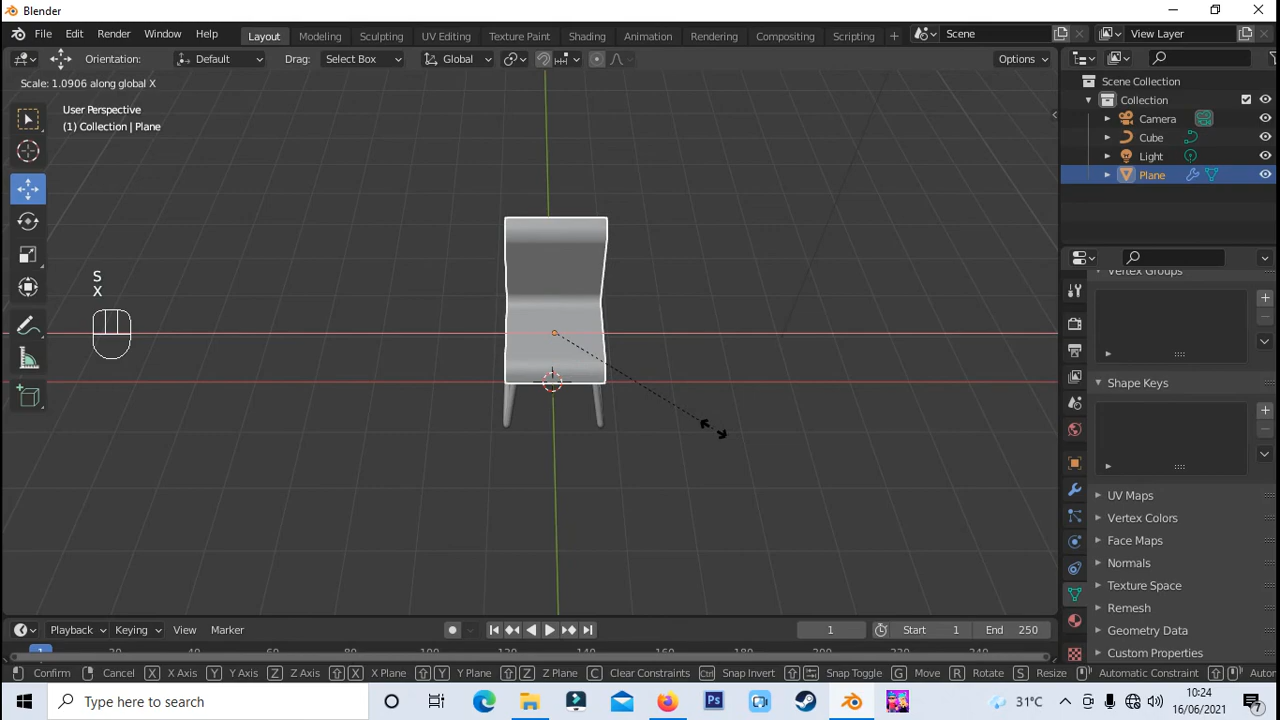 Blender
File Edit Render Window Help Layout Modeling Sculpting UV Editing Texture Paint Shading Animation Rendering Compositing Scripting + Scene View Layer
Orientation: Default Drag: Select Box Global Options
Scale: 1.0906 along global X
User Perspective
(1) Collection | Plane
S
X
Scene Collection
Collection
Camera
Cube
Light
Plane
Vertex Groups
Shape Keys
UV Maps
Vertex Colors
Face Maps
Normals
Texture Space
Remesh
Geometry Data
Custom Properties
Playback Keying View Marker 1 Start 1 End 250
1
Confirm Cancel X X Axis Y Y Axis Z Z Axis X X Plane Y Y Plane Z Z Plane C Clear Constraints Snap Invert Snap Toggle G Move R Rotate S Resize Automatic Constraint
Type here to search Ps 31°C 10:24
16/06/2021 7